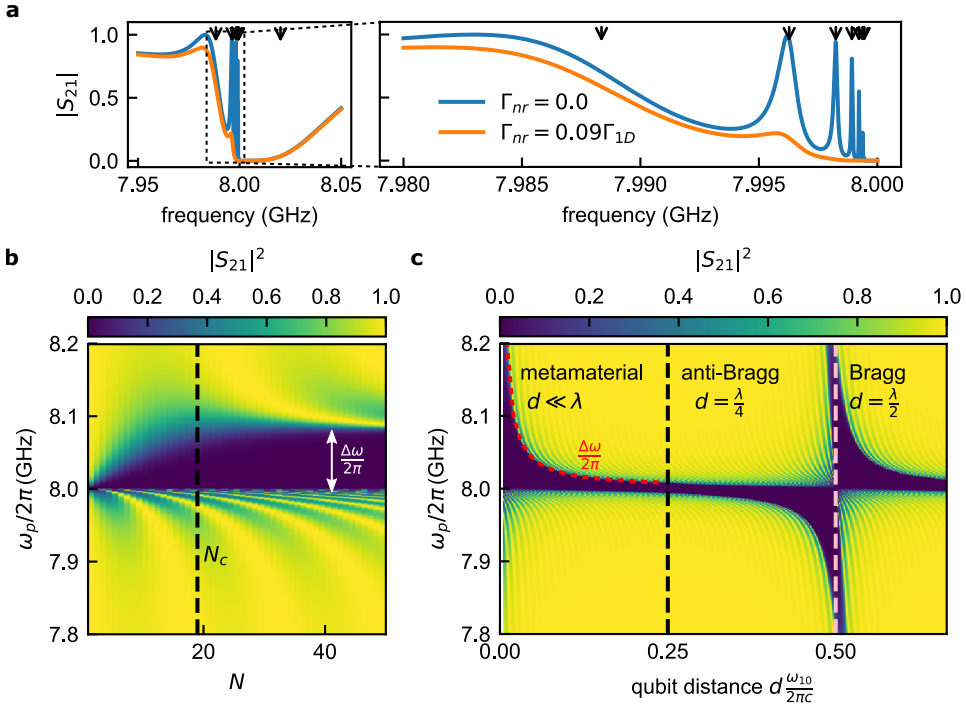 a
|S₂₁|
1.0
0.5
0.0
7.95 8.00 8.05
frequency (GHz)
Γₙᵣ = 0.0
Γₙᵣ = 0.09Γ₁D
7.980 7.985 7.990 7.995 8.000
frequency (GHz)
b
|S₂₁|²
0.0 0.2 0.4 0.6 0.8 1.0
ωₚ/2π (GHz)
8.2
8.1
8.0
7.9
7.8
Δω/2π
N_c
20 40
N
c
|S₂₁|²
0.0 0.2 0.4 0.6 0.8 1.0
ωₚ/2π (GHz)
8.2
8.1
8.0
7.9
7.8
metamaterial
d ≪ λ
anti-Bragg
d = λ/4
Bragg
d = λ/2
Δω/2π
0.00 0.25 0.50
qubit distance d ω₁₀/2πc